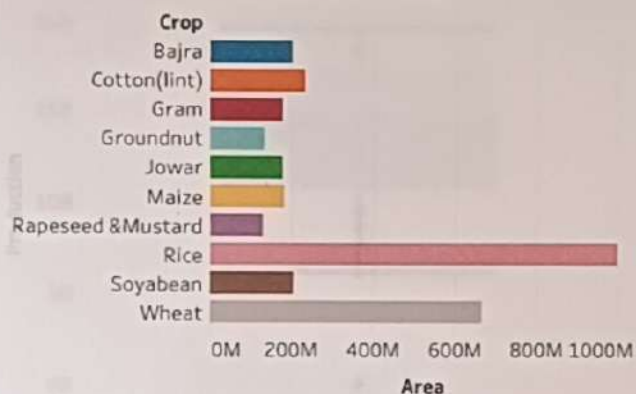 Crop
Bajra
Cotton(lint)
Gram
Groundnut
Jowar
Maize
Rapeseed &Mustard
Rice
Soyabean
Wheat
0M 200M 400M 600M 800M 1000M
Area
Production